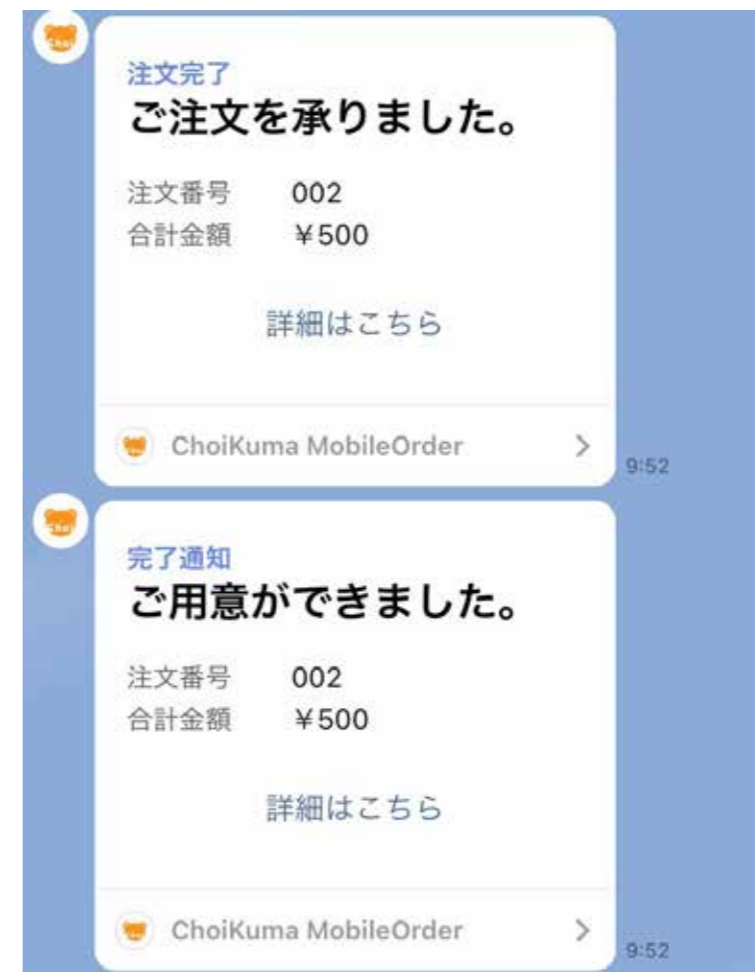 注文完了
ご注文を承りました。
注文番号 002
合計金額 ¥500
詳細はこちら
ChoiKuma MobileOrder
9:52
完了通知
ご用意ができました。
注文番号 002
合計金額 ¥500
詳細はこちら
ChoiKuma MobileOrder
9:52